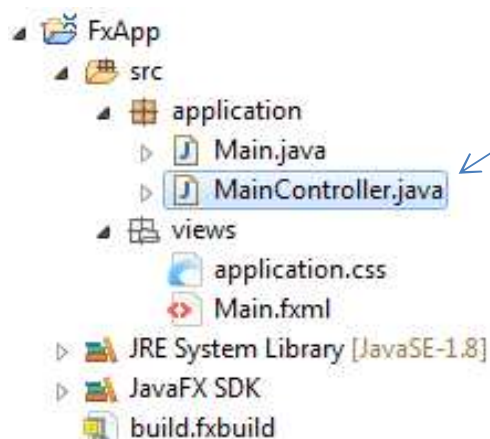 FxApp
src
application
Main.java
MainController.java
views
application.css
Main.fxml
JRE System Library [JavaSE-1.8]
JavaFX SDK
build.fxbuild